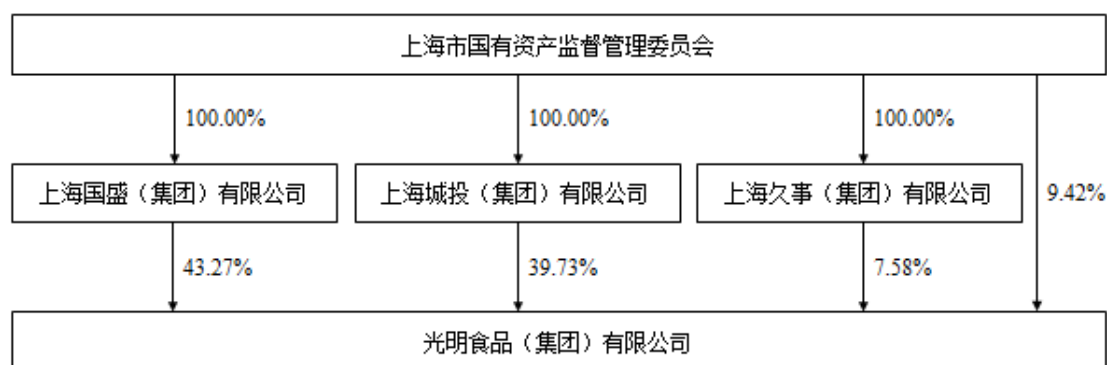 上海市国有资产监督管理委员会
100.00%
100.00%
100.00%
上海国盛（集团）有限公司
上海城投（集团）有限公司
上海久事（集团）有限公司
9.42%
43.27%
39.73%
7.58%
光明食品（集团）有限公司